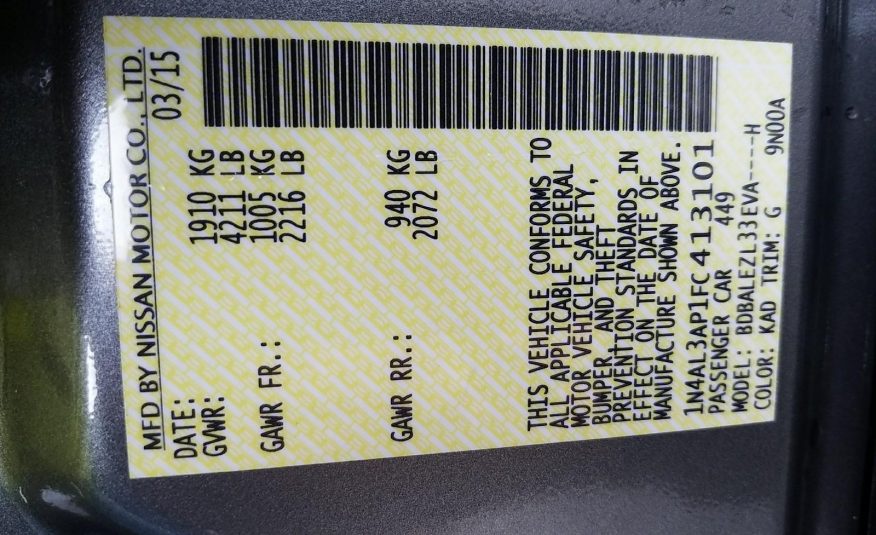 MFD BY NISSAN MOTOR CO., LTD.
DATE: 03/15
GVWR: 1910 KG
4211 LB
GAWR FR.: 1005 KG
2216 LB
GAWR RR.: 940 KG
2072 LB
THIS VEHICLE CONFORMS TO
ALL APPLICABLE FEDERAL
MOTOR VEHICLE SAFETY,
BUMPER, AND THEFT
PREVENTION STANDARDS IN
EFFECT ON THE DATE OF
MANUFACTURE SHOWN ABOVE.
1N4AL3AP1FC413101
PASSENGER CAR 449
MODEL: BDBALEZL33EVA----H
COLOR: KAD TRIM: G 9N00A